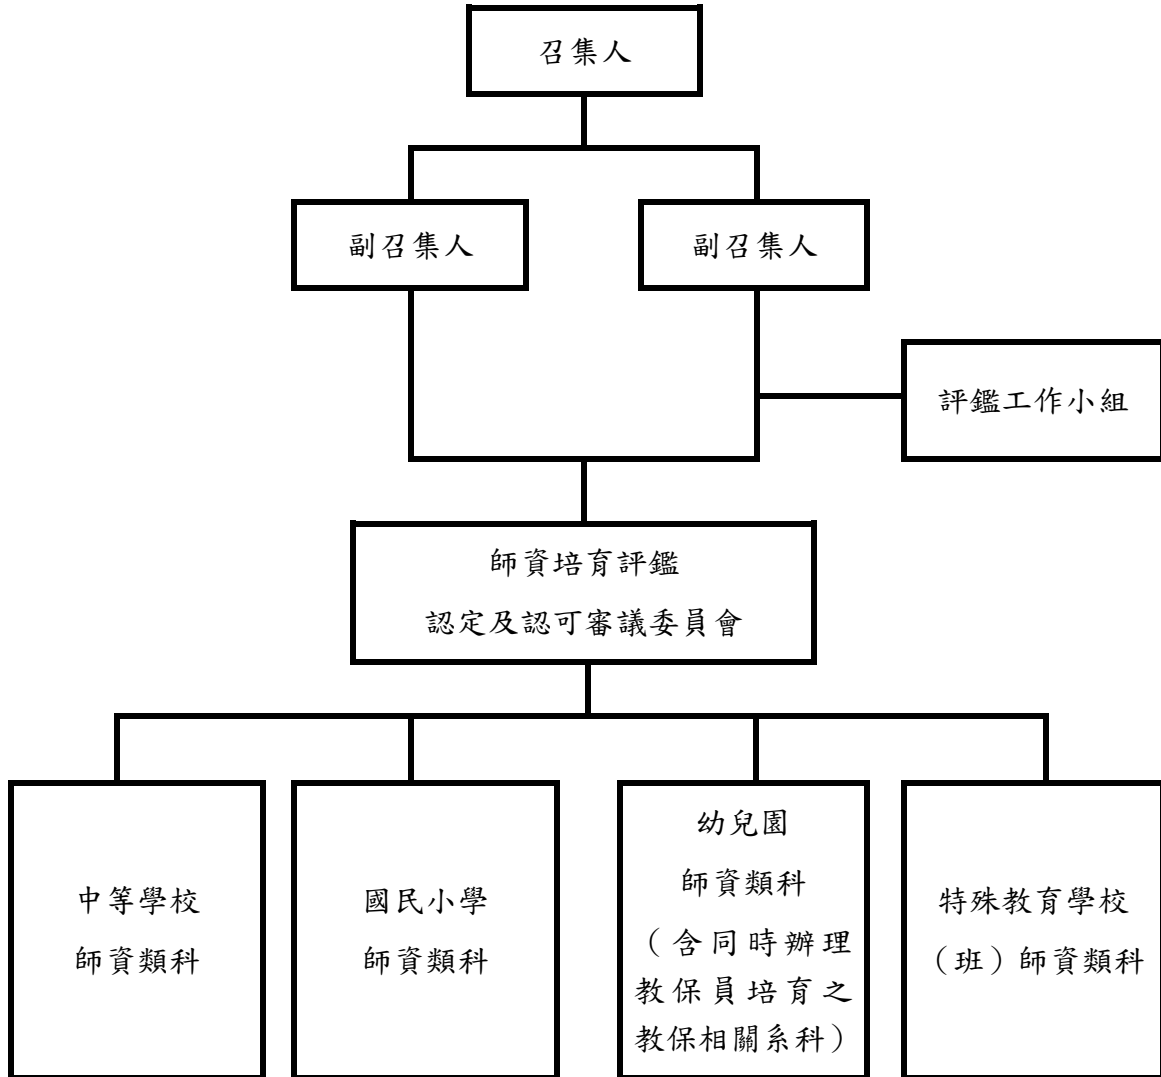 召集人
副召集人
副召集人
評鑑工作小組
師資培育評鑑
認定及認可審議委員會
中等學校
師資類科
國民小學
師資類科
幼兒園
師資類科
（含同時辦理
教保員培育之
教保相關系科）
特殊教育學校
（班）師資類科